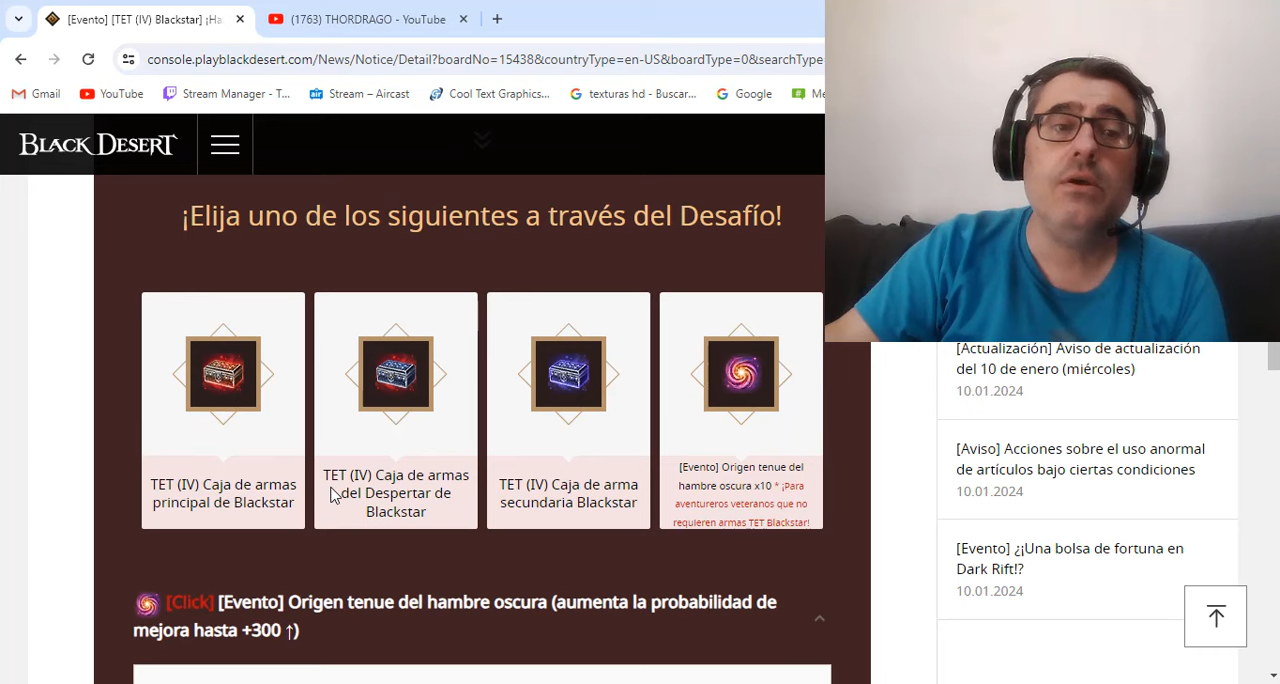 [Evento] [TET (IV) Blackstar] ¡Ha
(1763) THORDRAGO - YouTube
console.playblackdesert.com/News/Notice/Detail?boardNo=15438&countryType=en-US&boardType=0&searchType
Gmail
YouTube
Stream Manager - T...
Stream – Aircast
Cool Text Graphics...
texturas hd - Buscar...
Google
BLACK DESERT
¡Elija uno de los siguientes a través del Desafío!
TET (IV) Caja de armas
principal de Blackstar
TET (IV) Caja de armas
del Despertar de
Blackstar
TET (IV) Caja de arma
secundaria Blackstar
[Evento] Origen tenue del
hambre oscura x10 * ¡Para
aventureros veteranos que no
requieren armas TET Blackstar!
[Click] [Evento] Origen tenue del hambre oscura (aumenta la probabilidad de
mejora hasta +300 ↑)
[Actualización] Aviso de actualización
del 10 de enero (miércoles)
10.01.2024
[Aviso] Acciones sobre el uso anormal
de artículos bajo ciertas condiciones
10.01.2024
[Evento] ¿¡Una bolsa de fortuna en
Dark Rift!?
10.01.2024